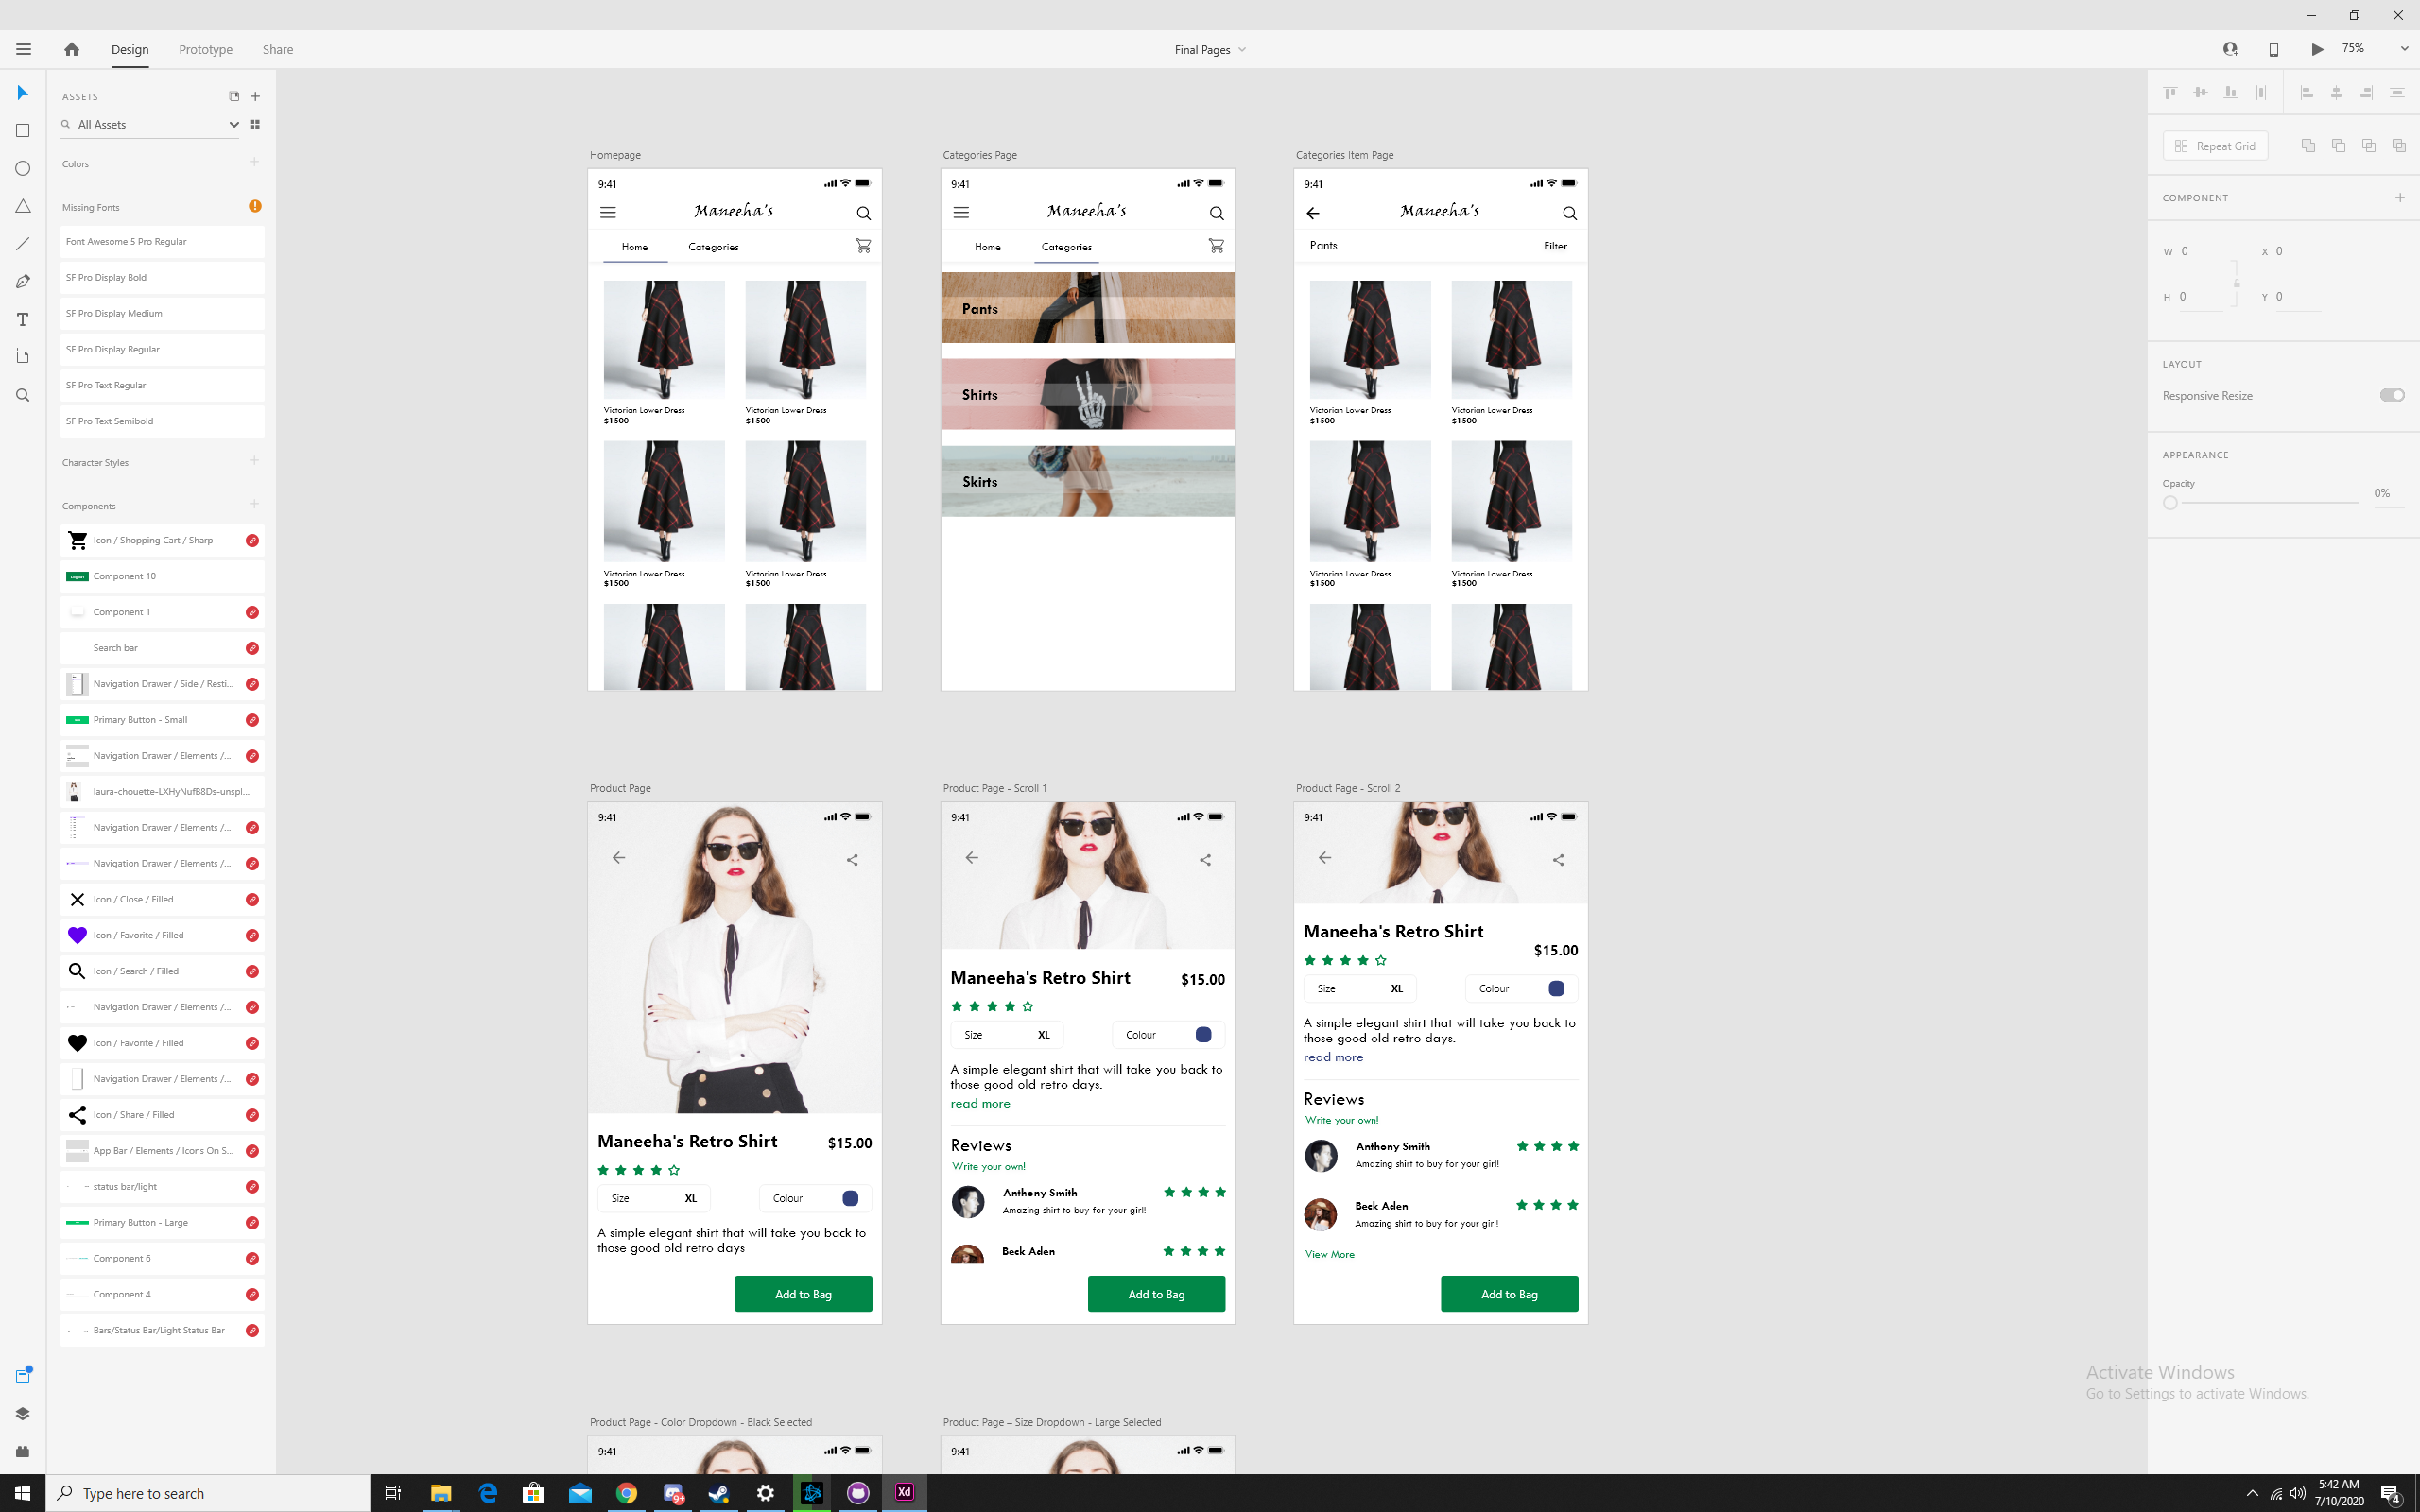 Design
Prototype
Share
Final Pages
75%
ASSETS
All Assets
Colors
Missing Fonts
Font Awesome 5 Pro Regular
SF Pro Display Bold
SF Pro Display Medium
SF Pro Display Regular
SF Pro Text Regular
SF Pro Text Semibold
Character Styles
Components
Icon / Shopping Cart / Sharp
Component 10
Component 1
Search bar
Navigation Drawer / Side / Resti...
Primary Button - Small
Navigation Drawer / Elements /...
laura-chouette-LXHyNufB8Ds-unspl...
Navigation Drawer / Elements /...
Navigation Drawer / Elements /...
Icon / Close / Filled
Icon / Favorite / Filled
Icon / Search / Filled
Navigation Drawer / Elements /...
Icon / Favorite / Filled
Navigation Drawer / Elements /...
Icon / Share / Filled
App Bar / Elements / Icons On S...
status bar/light
Primary Button - Large
Component 6
Component 4
Bars/Status Bar/Light Status Bar
Homepage
9:41
Maneeha's
Home
Categories
Victorian Lower Dress
$1500
Victorian Lower Dress
$1500
Victorian Lower Dress
$1500
Victorian Lower Dress
$1500
Categories Page
9:41
Maneeha's
Home
Categories
Pants
Shirts
Skirts
Categories Item Page
9:41
Maneeha's
Pants
Filter
Victorian Lower Dress
$1500
Victorian Lower Dress
$1500
Victorian Lower Dress
$1500
Victorian Lower Dress
$1500
Product Page
9:41
Maneeha's Retro Shirt
$15.00
Size
XL
Colour
A simple elegant shirt that will take you back to
those good old retro days
Add to Bag
Product Page - Scroll 1
9:41
Maneeha's Retro Shirt
$15.00
Size
XL
Colour
A simple elegant shirt that will take you back to
those good old retro days.
read more
Reviews
Write your own!
Anthony Smith
Amazing shirt to buy for your girl!
Beck Aden
Add to Bag
Product Page - Scroll 2
9:41
Maneeha's Retro Shirt
$15.00
Size
XL
Colour
A simple elegant shirt that will take you back to
those good old retro days.
read more
Reviews
Write your own!
Anthony Smith
Amazing shirt to buy for your girl!
Beck Aden
Amazing shirt to buy for your girl!
View More
Add to Bag
Product Page - Color Dropdown - Black Selected
9:41
Product Page – Size Dropdown - Large Selected
9:41
Repeat Grid
COMPONENT
W 0
X 0
H 0
Y 0
LAYOUT
Responsive Resize
APPEARANCE
Opacity
0%
Activate Windows
Go to Settings to activate Windows.
Type here to search
9+
Xd
5:42 AM
7/10/2020
4